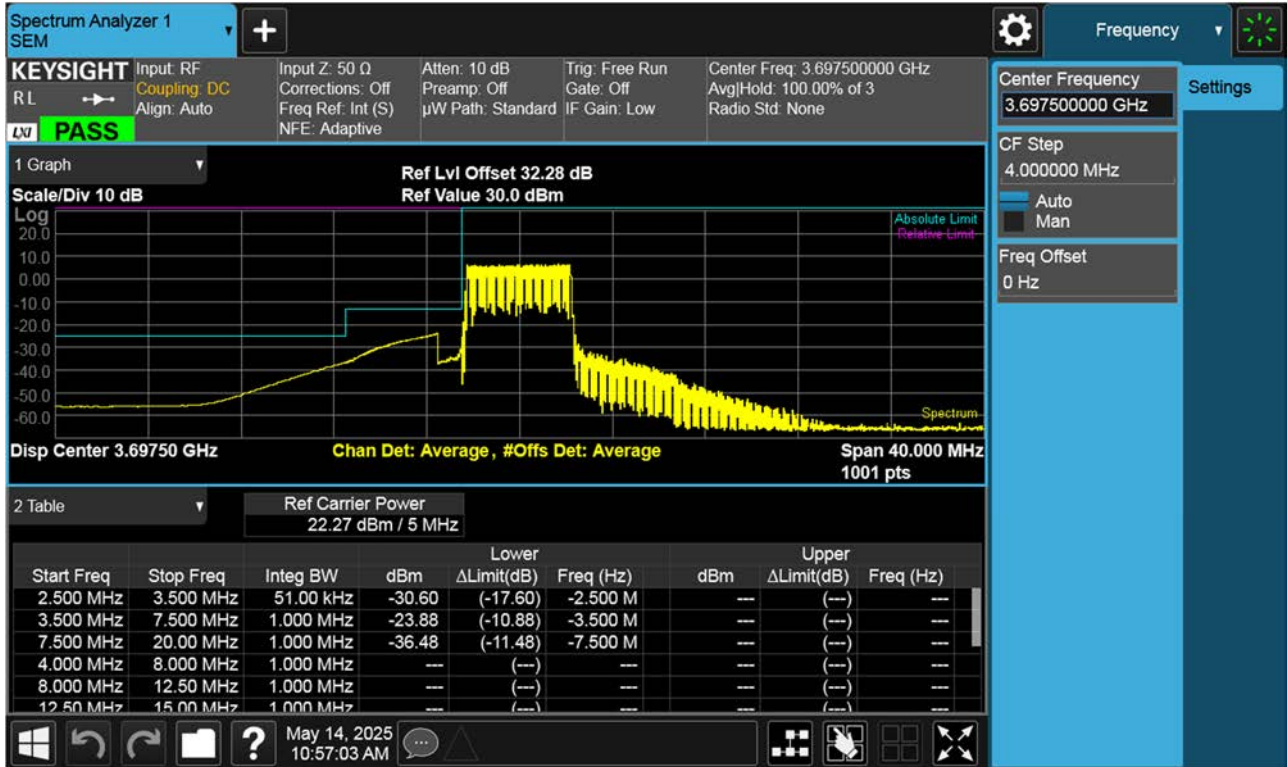 Spectrum Analyzer 1
SEM
Frequency
KEYSIGHT
RL
LXI PASS
Input: RF
Coupling: DC
Align: Auto
Input Z: 50 Ω
Corrections: Off
Freq Ref: Int (S)
NFE: Adaptive
Atten: 10 dB
Preamp: Off
µW Path: Standard
Trig: Free Run
Gate: Off
IF Gain: Low
Center Freq: 3.697500000 GHz
Avg|Hold: 100.00% of 3
Radio Std: None
Center Frequency
3.697500000 GHz
Settings
CF Step
4.000000 MHz
Auto
Man
Freq Offset
0 Hz
1 Graph
Scale/Div 10 dB
Ref Lvl Offset 32.28 dB
Ref Value 30.0 dBm
Log
20.0
10.0
0.00
-10.0
-20.0
-30.0
-40.0
-50.0
-60.0
Absolute Limit
Relative Limit
Spectrum
Disp Center 3.69750 GHz
Chan Det: Average, #Offs Det: Average
Span 40.000 MHz
1001 pts
2 Table
Ref Carrier Power
22.27 dBm / 5 MHz
Lower Upper
Start Freq Stop Freq Integ BW dBm ΔLimit(dB) Freq (Hz) dBm ΔLimit(dB) Freq (Hz)
2.500 MHz 3.500 MHz 51.00 kHz -30.60 (-17.60) -2.500 M --- (---) ---
3.500 MHz 7.500 MHz 1.000 MHz -23.88 (-10.88) -3.500 M --- (---) ---
7.500 MHz 20.00 MHz 1.000 MHz -36.48 (-11.48) -7.500 M --- (---) ---
4.000 MHz 8.000 MHz 1.000 MHz --- (---) --- --- (---) ---
8.000 MHz 12.50 MHz 1.000 MHz --- (---) --- --- (---) ---
12.50 MHz 15.00 MHz 1.000 MHz --- (---) --- --- (---) ---
?
May 14, 2025
10:57:03 AM